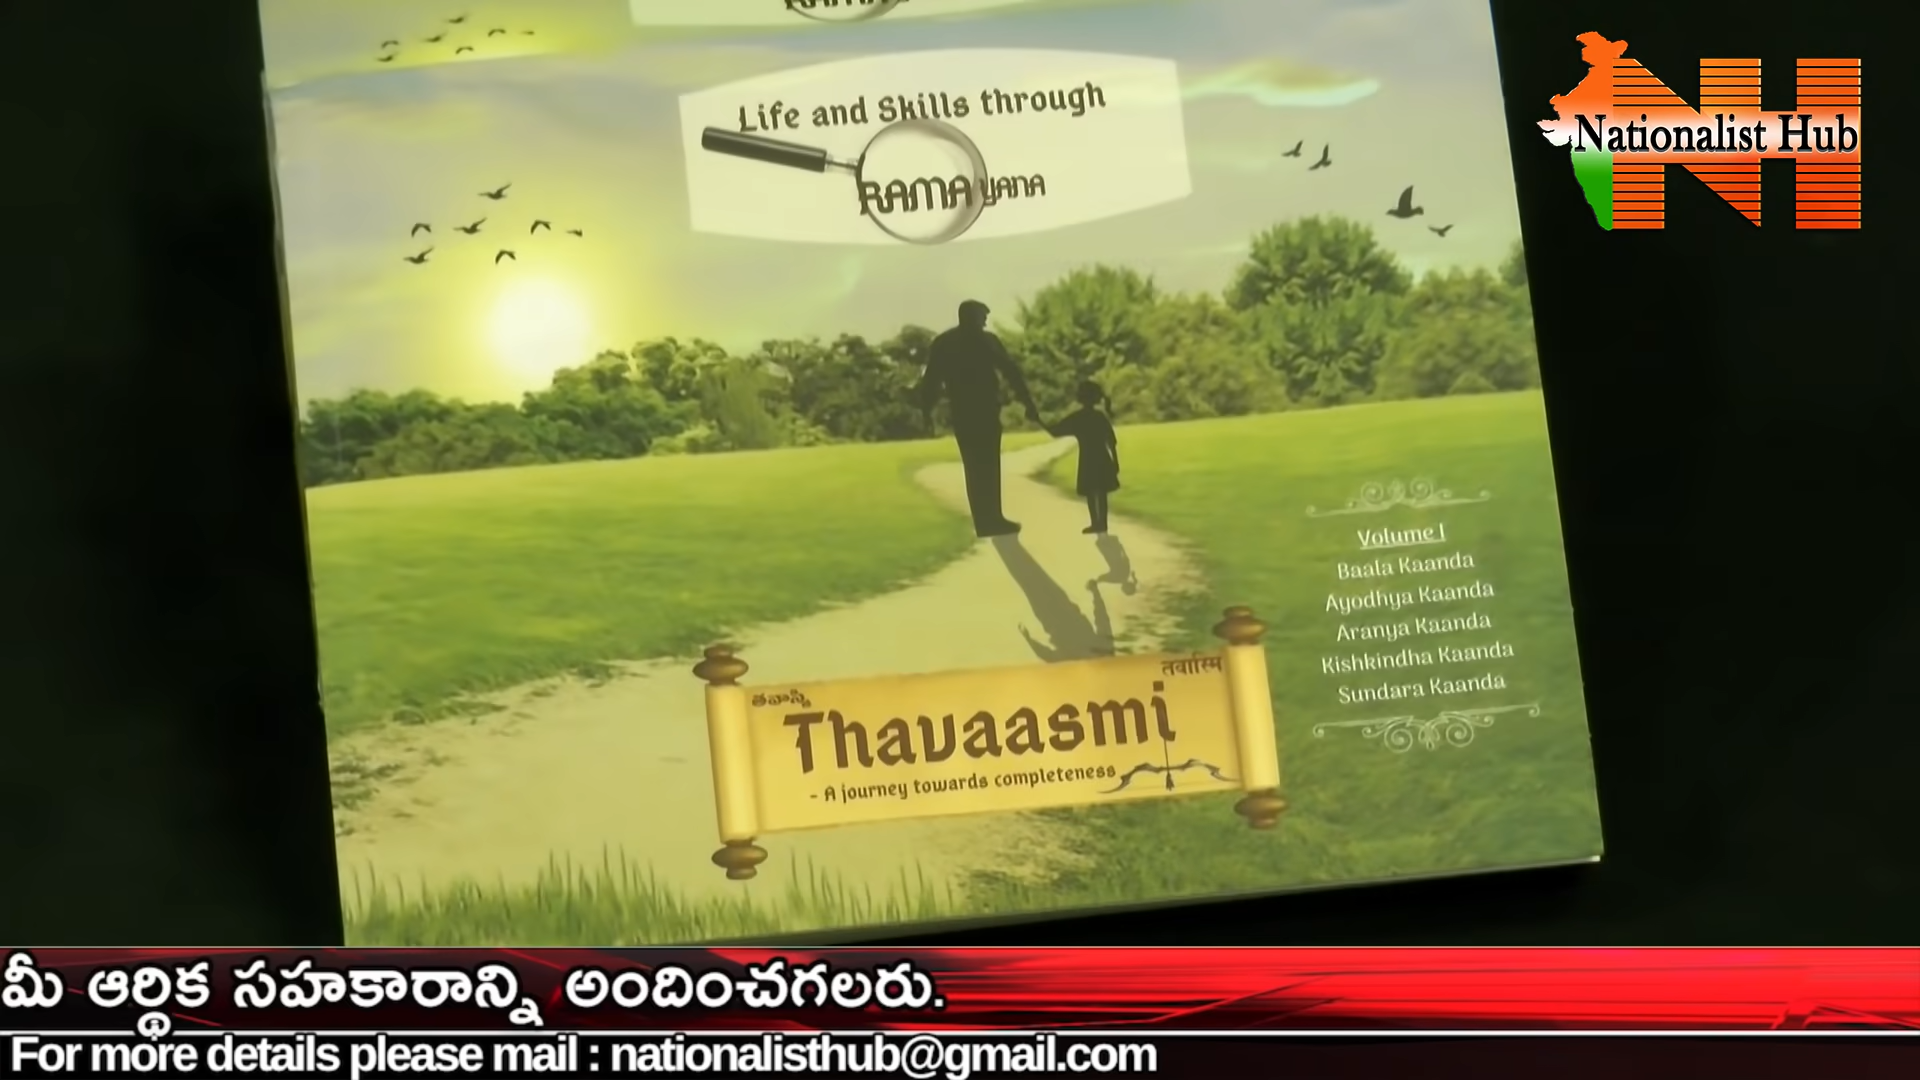 Life and Skills through
RAMAYANA
Nationalist Hub
Volume I
Baala Kaanda
Ayodhya Kaanda
Aranya Kaanda
Kishkindha Kaanda
Sundara Kaanda
తవాస్మి
तवास्मि
Thavaasmi
- A journey towards completeness
మీ ఆర్థిక సహకారాన్ని అందించగలరు.
For more details please mail : nationalisthub@gmail.com